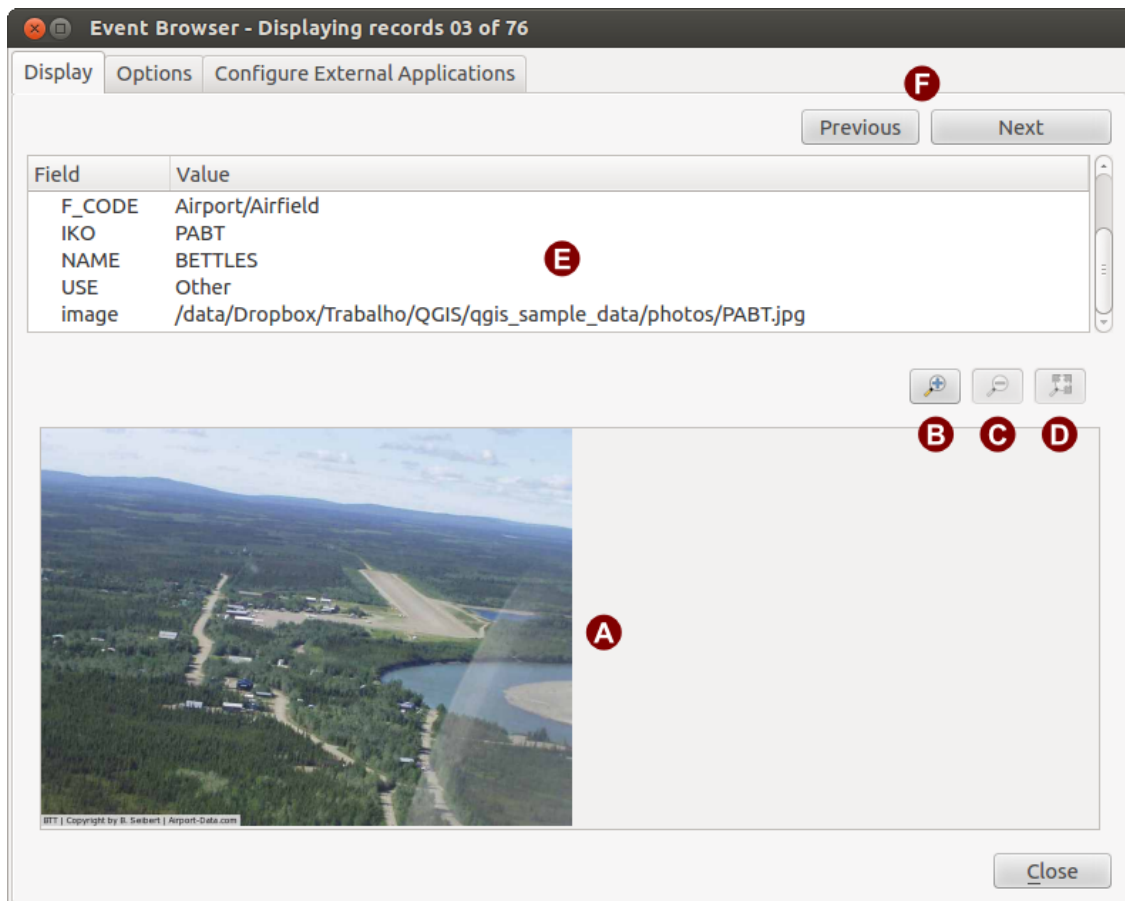 Event Browser - Displaying records 03 of 76
Display Options Configure External Applications
F
Previous Next
Field Value
F_CODE Airport/Airfield
IKO PABT
NAME BETTLES
E
USE Other
image /data/Dropbox/Trabalho/QGIS/qgis_sample_data/photos/PABT.jpg
B C D
A
BTT | Copyright by B. Seibert | Airport-Data.com
Close